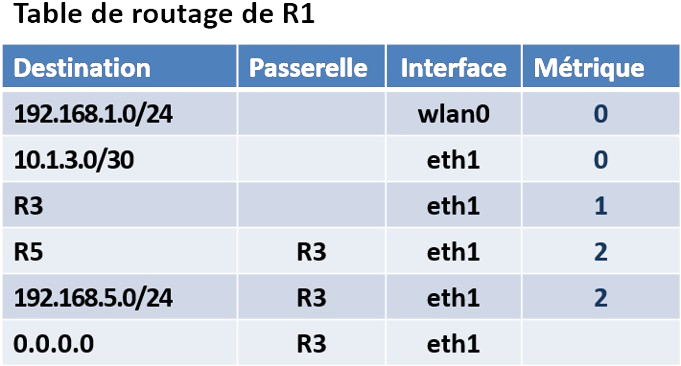 Table de routage de R1
Destination Passerelle Interface Métrique
192.168.1.0/24 wlan0 0
10.1.3.0/30 eth1 0
R3 eth1 1
R5 R3 eth1 2
192.168.5.0/24 R3 eth1 2
0.0.0.0 R3 eth1